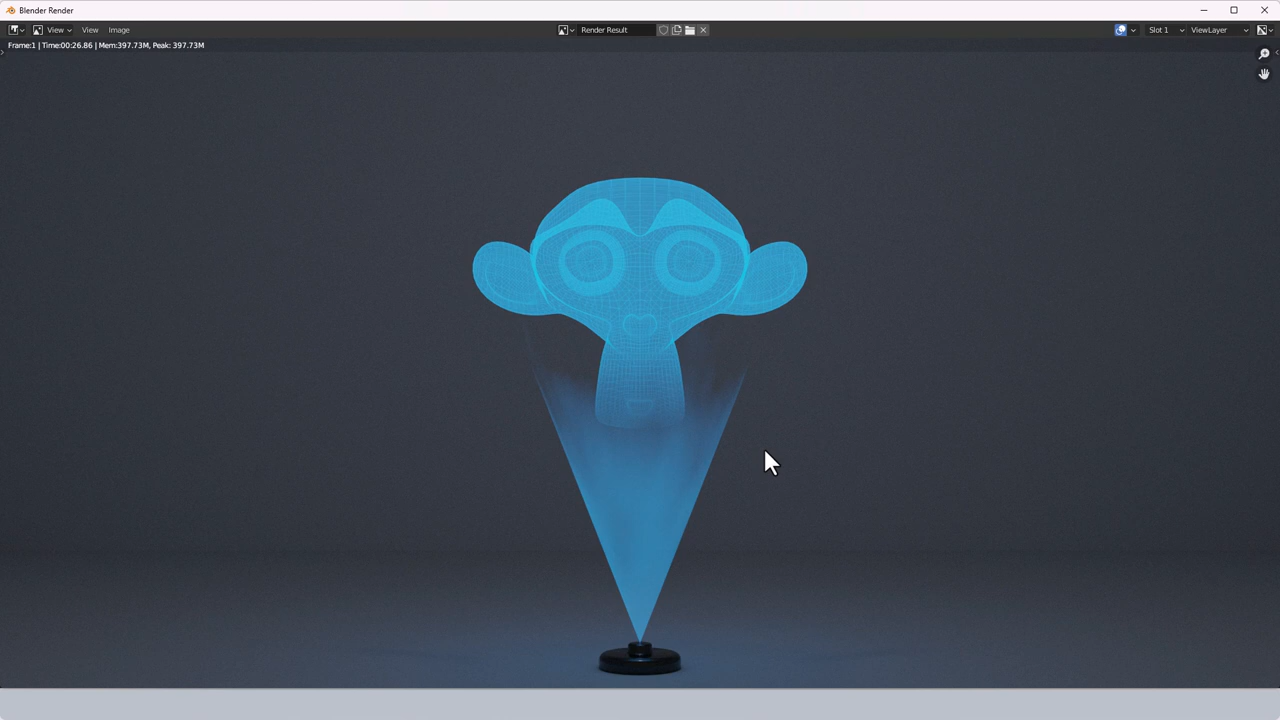 Blender Render
View View Image Render Result Slot 1 ViewLayer
Frame:1 | Time:00:26.86 | Mem:397.73M, Peak: 397.73M